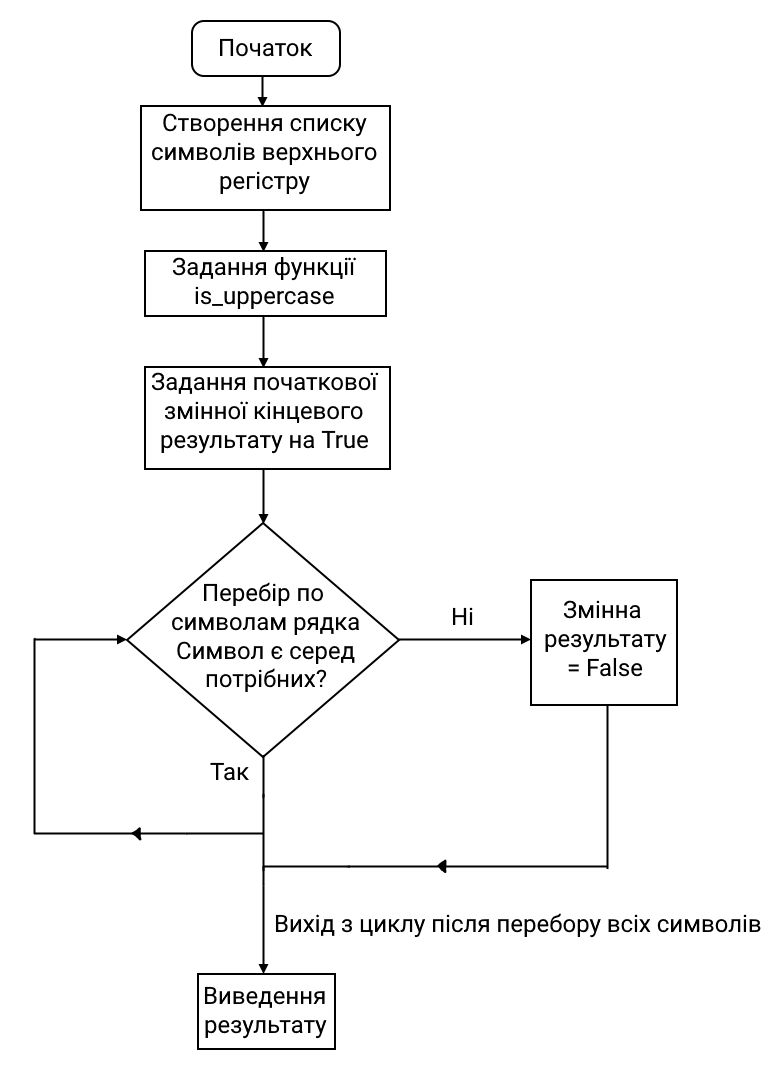 Початок
Створення списку
символів верхнього
регістру
Задання функції
is_uppercase
Задання початкової
змінної кінцевого
результату на True
Перебір по
символам рядка
Символ є серед
потрібних?
Ні
Змінна
результату
= False
Так
Вихід з циклу після перебору всіх символів
Виведення
результату